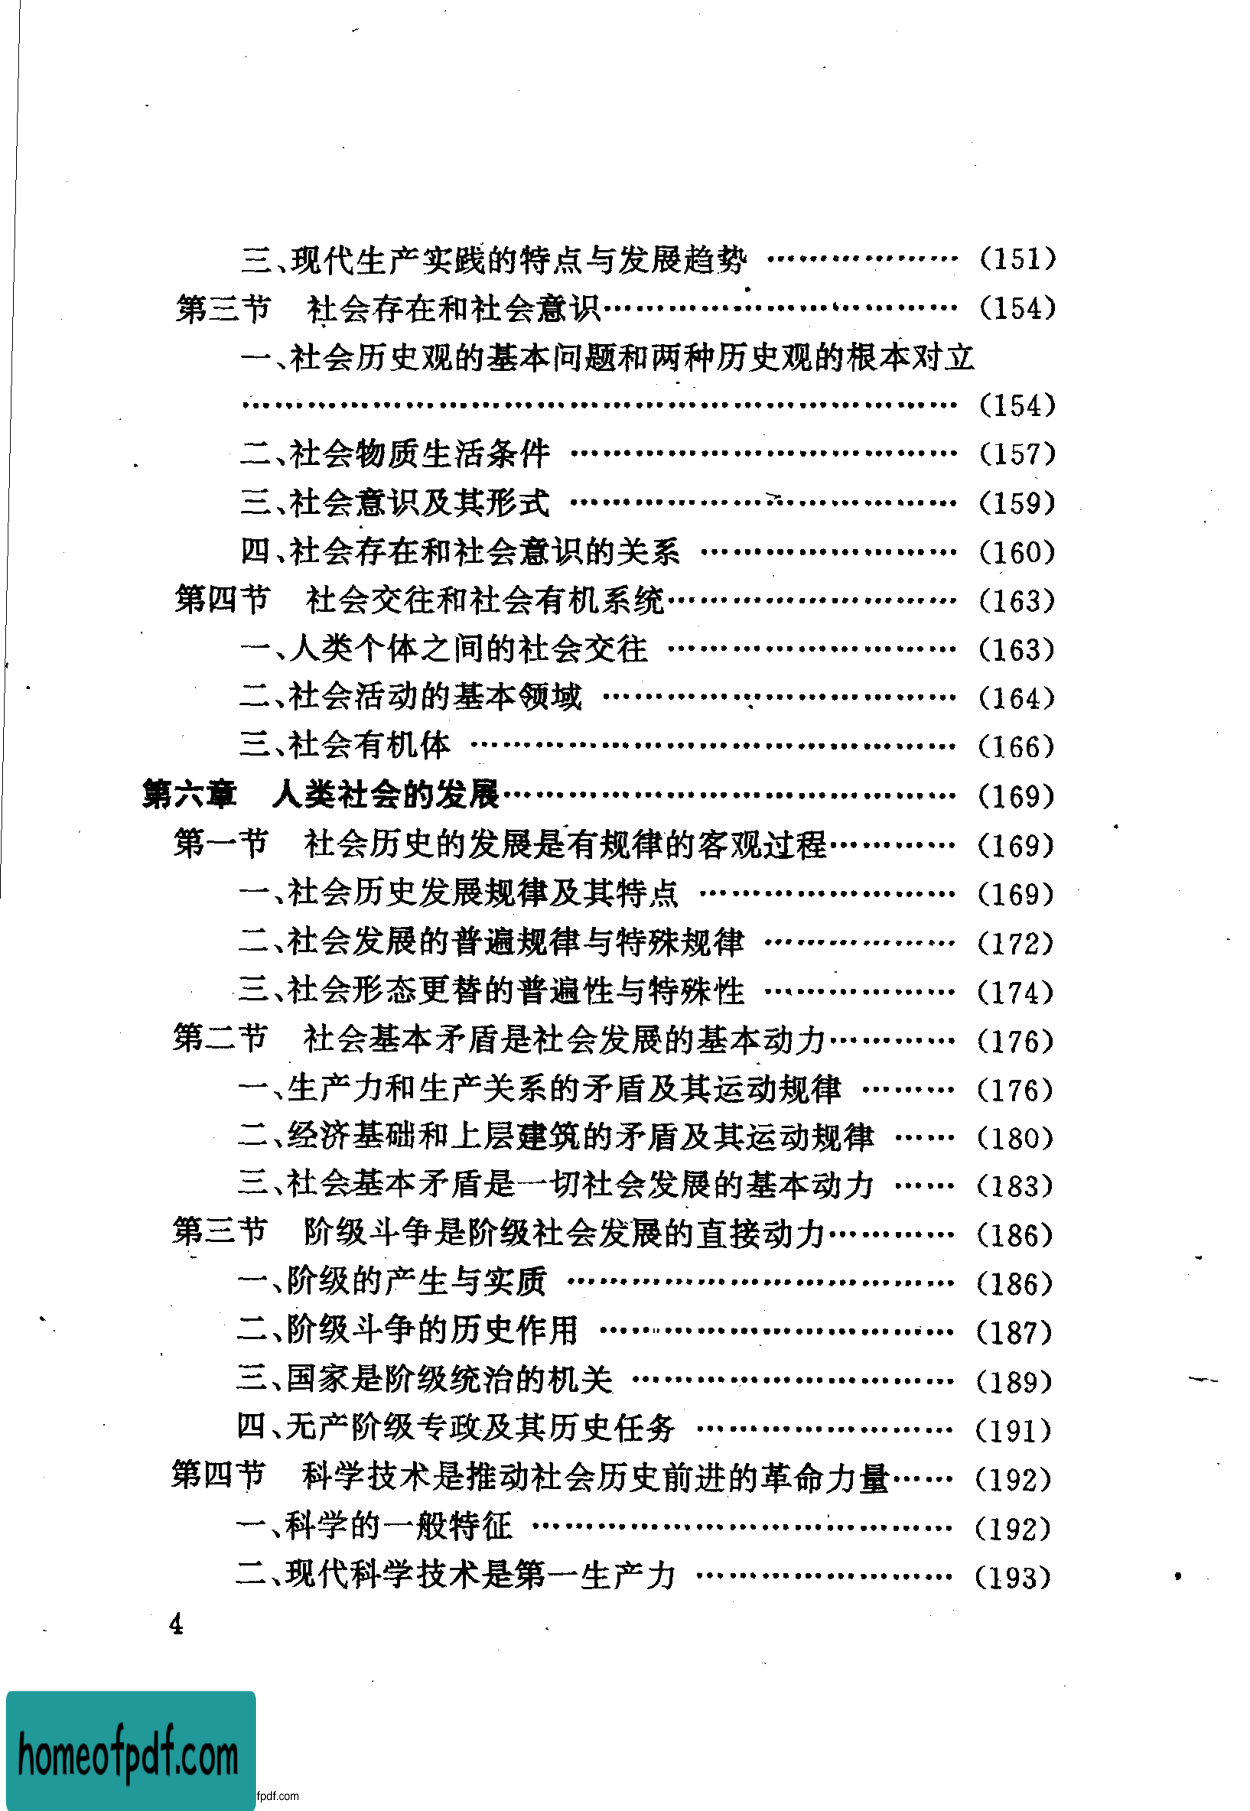 三、现代生产实践的特点与发展趋势 ……………… (151)
第三节　社会存在和社会意识…………………………… (154)
一、社会历史观的基本问题和两种历史观的根本对立
………………………………………………………… (154)
二、社会物质生活条件 ……………………………… (157)
三、社会意识及其形式 ……………………………… (159)
四、社会存在和社会意识的关系 …………………… (160)
第四节　社会交往和社会有机系统……………………… (163)
一、人类个体之间的社会交往 ……………………… (163)
二、社会活动的基本领域 …………………………… (164)
三、社会有机体 ……………………………………… (166)
第六章　人类社会的发展…………………………………… (169)
第一节　社会历史的发展是有规律的客观过程………… (169)
一、社会历史发展规律及其特点 …………………… (169)
二、社会发展的普遍规律与特殊规律 ……………… (172)
三、社会形态更替的普遍性与特殊性 ……………… (174)
第二节　社会基本矛盾是社会发展的基本动力………… (176)
一、生产力和生产关系的矛盾及其运动规律 ……… (176)
二、经济基础和上层建筑的矛盾及其运动规律 …… (180)
三、社会基本矛盾是一切社会发展的基本动力 …… (183)
第三节　阶级斗争是阶级社会发展的直接动力………… (186)
一、阶级的产生与实质 ……………………………… (186)
二、阶级斗争的历史作用 …………………………… (187)
三、国家是阶级统治的机关 ………………………… (189)
四、无产阶级专政及其历史任务 …………………… (191)
第四节　科学技术是推动社会历史前进的革命力量…… (192)
一、科学的一般特征 ………………………………… (192)
二、现代科学技术是第一生产力 …………………… (193)
4
homeofpdf.com
fpdf.com